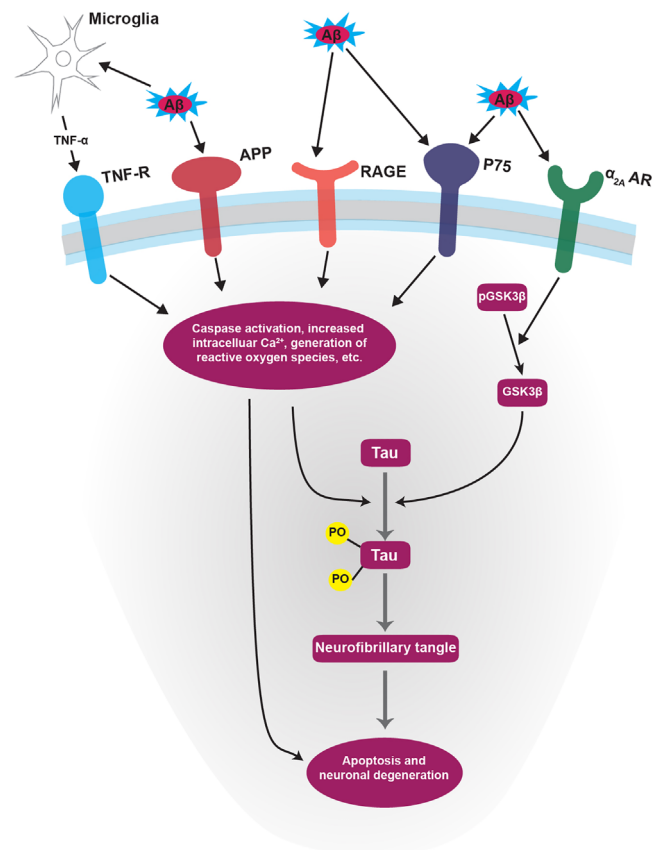 Microglia
Aβ
Aβ
Aβ
TNF-α
TNF-R
APP
RAGE
P75
α2A AR
pGSK3β
Caspase activation, increased
intracelluar Ca²⁺, generation of
reactive oxygen species, etc.
GSK3β
Tau
PO
Tau
PO
Neurofibrillary tangle
Apoptosis and
neuronal degeneration